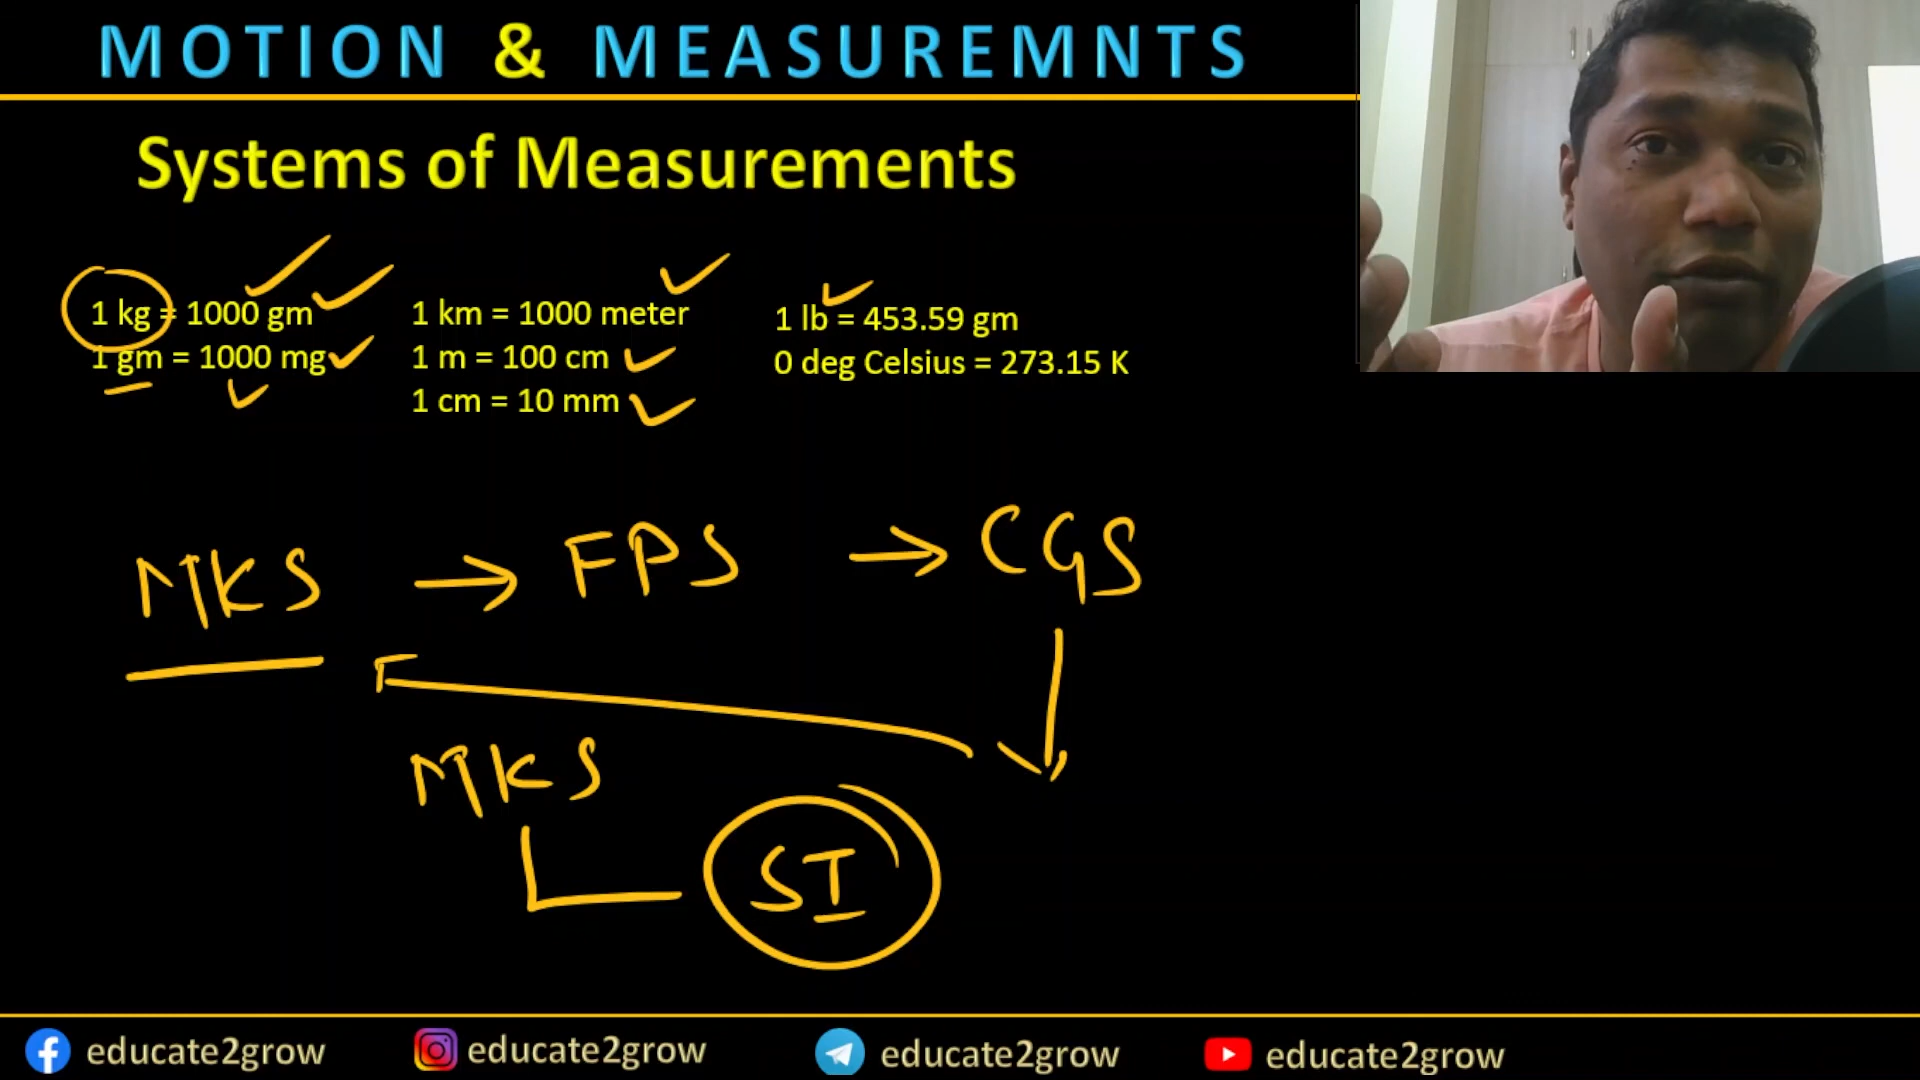 MOTION & MEASUREMNTS
Systems of Measurements
1 kg = 1000 gm
1 gm = 1000 mg
1 km = 1000 meter
1 m = 100 cm
1 cm = 10 mm
1 lb = 453.59 gm
0 deg Celsius = 273.15 K
MKS → FPS → CGS
MKS
SI
educate2grow educate2grow educate2grow educate2grow